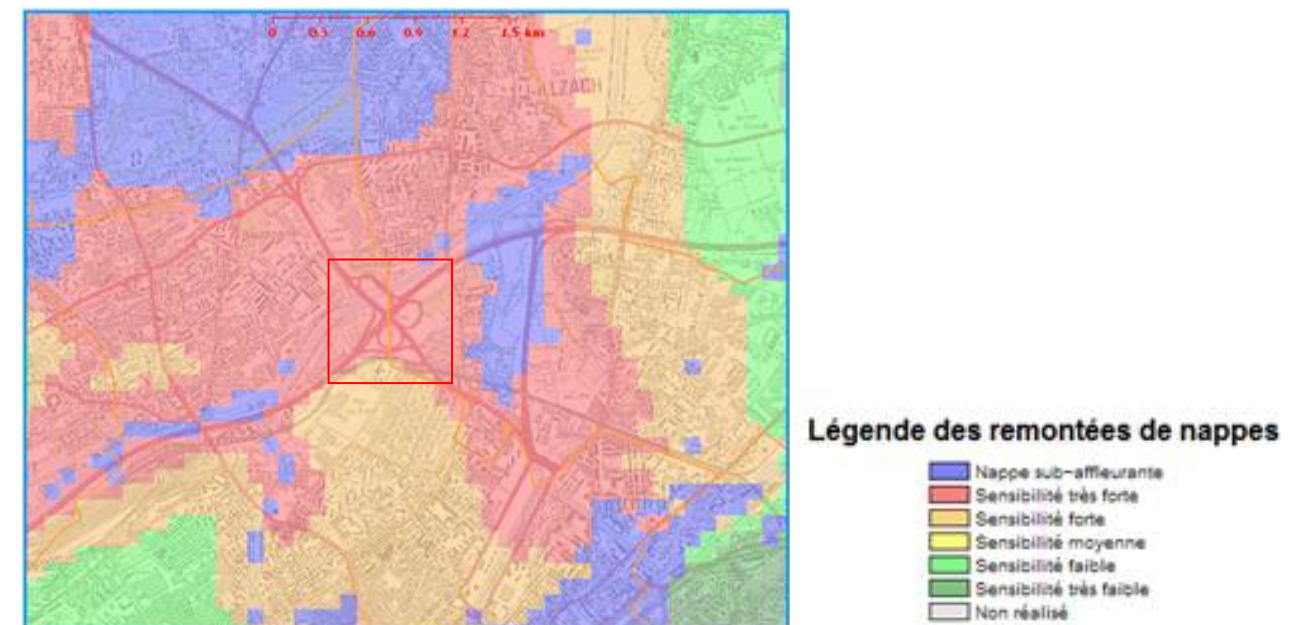 0 0.3 0.6 0.9 1.2 1.5 km
LZACH
Légende des remontées de nappes
Nappe sub-affleurante
Sensibilité très forte
Sensibilité forte
Sensibilité moyenne
Sensibilité faible
Sensibilité très faible
Non réalisé